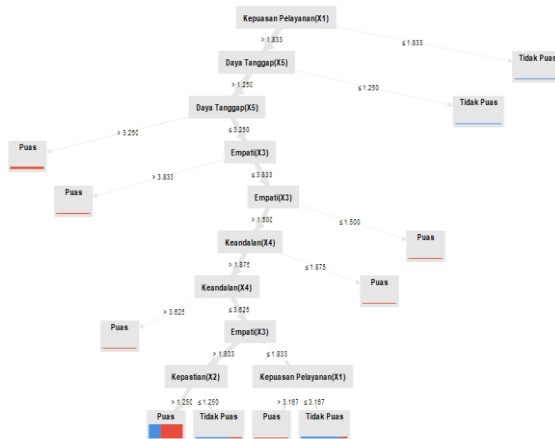 Kepuasan Pelayanan(X1)
> 1.833
≤ 1.833
Daya Tanggap(X5)
Tidak Puas
> 1.250
≤ 1.250
Daya Tanggap(X5)
Tidak Puas
> 3.250
≤ 3.250
Puas
Empati(X3)
> 3.833
≤ 3.833
Puas
Empati(X3)
> 1.500
≤ 1.500
Keandalan(X4)
Puas
> 1.875
≤ 1.875
Keandalan(X4)
Puas
> 3.625
≤ 3.625
Puas
Empati(X3)
> 1.833
≤ 1.833
Kepastian(X2)
Kepuasan Pelayanan(X1)
> 1.250
≤ 1.250
> 3.167
≤ 3.167
Puas
Tidak Puas
Puas
Tidak Puas